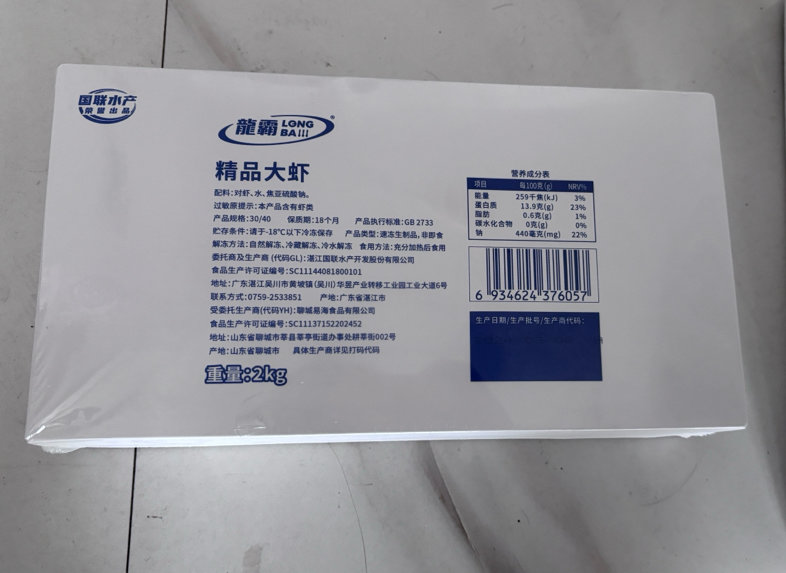 国联水产
荣誉出品
龍霸 LONG BA
精品大虾
配料:对虾、水、焦亚硫酸钠。
过敏原提示:本产品含有虾类
产品规格:30/40 保质期:18个月 产品执行标准:GB 2733
贮存条件:请于-18℃以下冷冻保存 产品类型:速冻生制品,非即食
解冻方法:自然解冻、冷藏解冻、冷水解冻 食用方法:充分加热后食用
委托商及生产商 (代码GL):湛江国联水产开发股份有限公司
食品生产许可证编号:SC11144081800101
地址:广东湛江吴川市黄坡镇(吴川)华昱产业转移工业园工业大道6号
联系方式:0759-2533851 产地:广东省湛江市
受委托生产商(代码YH):聊城易海食品有限公司
食品生产许可证编号:SC11137152202452
地址:山东省聊城市莘县莘亭街道办事处耕莘街002号
产地:山东省聊城市 具体生产商详见打码代码
重量:2kg
营养成分表
项目 每100克(g) NRV%
能量 259千焦(kJ) 3%
蛋白质 13.9克(g) 23%
脂肪 0.6克(g) 1%
碳水化合物 0克(g) 0%
钠 440毫克(mg) 22%
6 934624 376057
生产日期/生产批号/生产商代码: